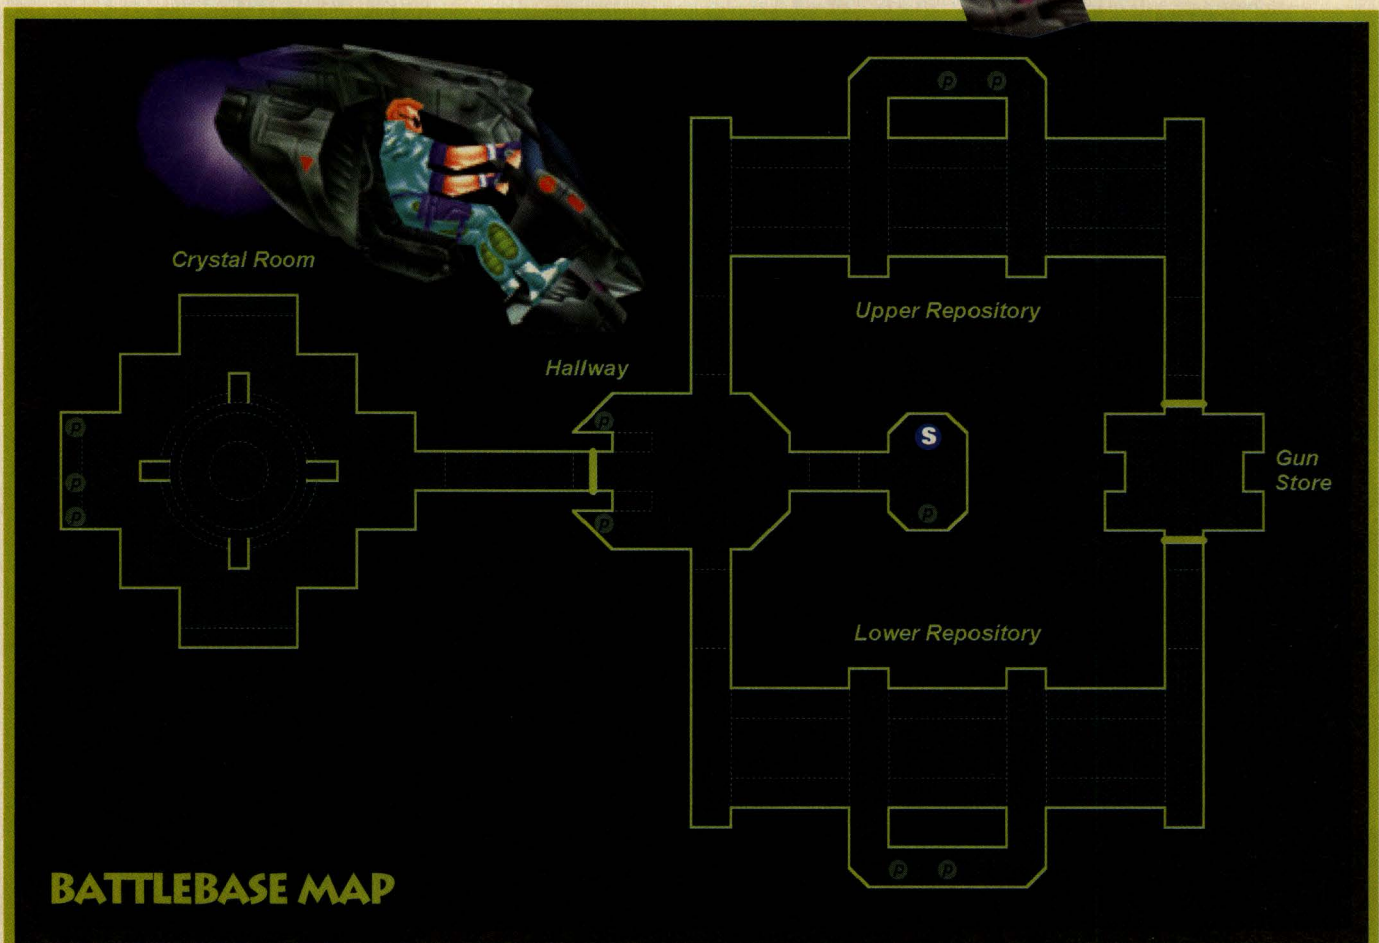 P P
Crystal Room
Upper Repository
Hallway
P
P
S
Gun
Store
P
P
P
P
Lower Repository
P P
BATTLEBASE MAP